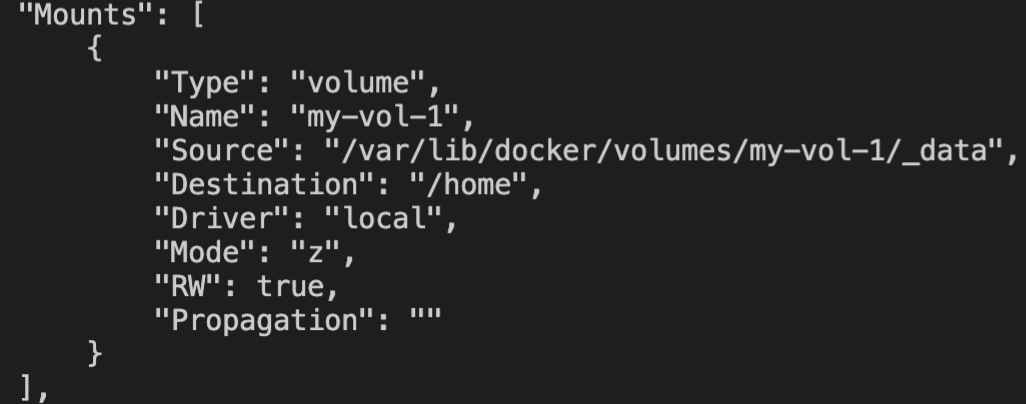 "Mounts": [
{
"Type": "volume",
"Name": "my-vol-1",
"Source": "/var/lib/docker/volumes/my-vol-1/_data",
"Destination": "/home",
"Driver": "local",
"Mode": "z",
"RW": true,
"Propagation": ""
}
],